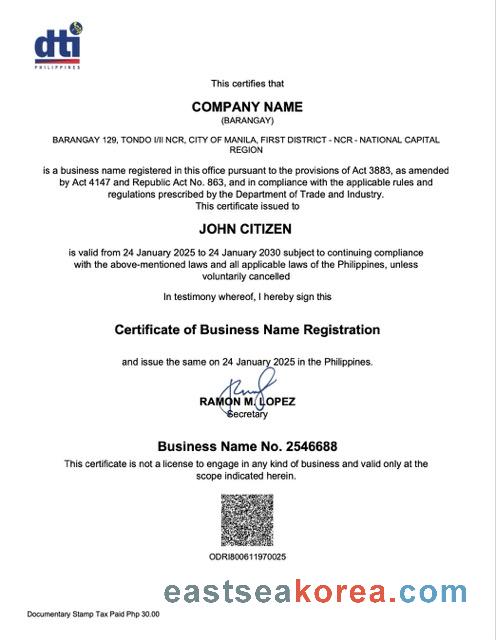 dti
PHILIPPINES
This certifies that
COMPANY NAME
(BARANGAY)
BARANGAY 129, TONDO I/II NCR, CITY OF MANILA, FIRST DISTRICT - NCR - NATIONAL CAPITAL
REGION
is a business name registered in this office pursuant to the provisions of Act 3883, as amended
by Act 4147 and Republic Act No. 863, and in compliance with the applicable rules and
regulations prescribed by the Department of Trade and Industry.
This certificate issued to
JOHN CITIZEN
is valid from 24 January 2025 to 24 January 2030 subject to continuing compliance
with the above-mentioned laws and all applicable laws of the Philippines, unless
voluntarily cancelled
In testimony whereof, I hereby sign this
Certificate of Business Name Registration
and issue the same on 24 January 2025 in the Philippines.
RAMON M. LOPEZ
Secretary
Business Name No. 2546688
This certificate is not a license to engage in any kind of business and valid only at the
scope indicated herein.
ODRI800611970025
eastseakorea.com
Documentary Stamp Tax Paid Php 30.00